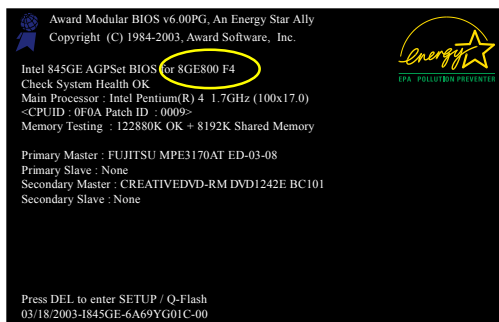 Award Modular BIOS v6.00PG, An Energy Star Ally
Copyright (C) 1984-2003, Award Software, Inc.
energy
EPA POLLUTION PREVENTER
Intel 845GE AGPSet BIOS for 8GE800 F4
Check System Health OK
Main Processor : Intel Pentium(R) 4 1.7GHz (100x17.0)
<CPUID : 0F0A Patch ID : 0009>
Memory Testing : 122880K OK + 8192K Shared Memory
Primary Master : FUJITSU MPE3170AT ED-03-08
Primary Slave : None
Secondary Master : CREATIVEDVD-RM DVD1242E BC101
Secondary Slave : None
Press DEL to enter SETUP / Q-Flash
03/18/2003-I845GE-6A69YG01C-00